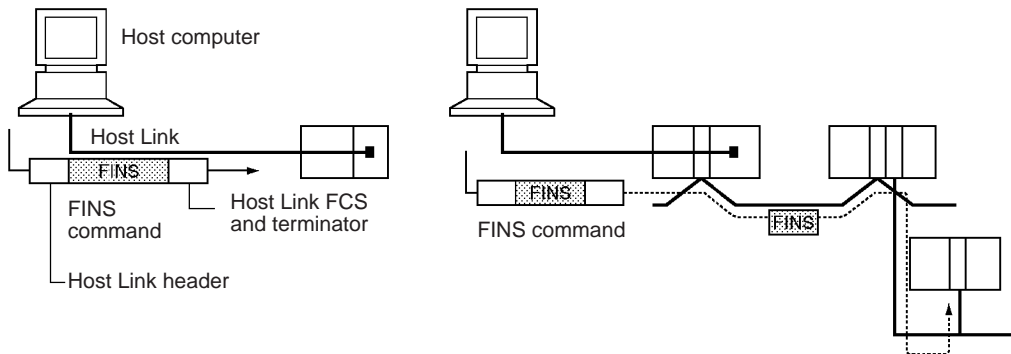 Host computer
Host Link
FINS
FINS
command
Host Link FCS
and terminator
Host Link header
FINS
FINS command
FINS